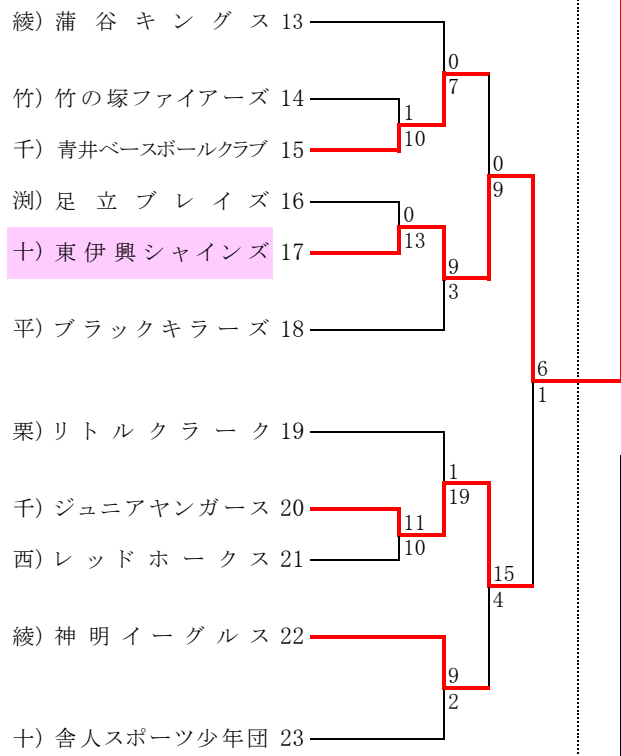 綾) 蒲谷キングス 13
0
7
竹) 竹の塚ファイアーズ 14
1
10
千) 青井ベースボールクラブ 15
0
9
渕) 足立ブレイズ 16
0
13
十) 東伊興シャインズ 17
9
3
平) ブラックキラーズ 18
6
1
栗) リトルクラーク 19
1
19
千) ジュニアヤンガース 20
11
10
西) レッドホークス 21
15
4
綾) 神明イーグルス 22
9
2
十) 舎人スポーツ少年団 23